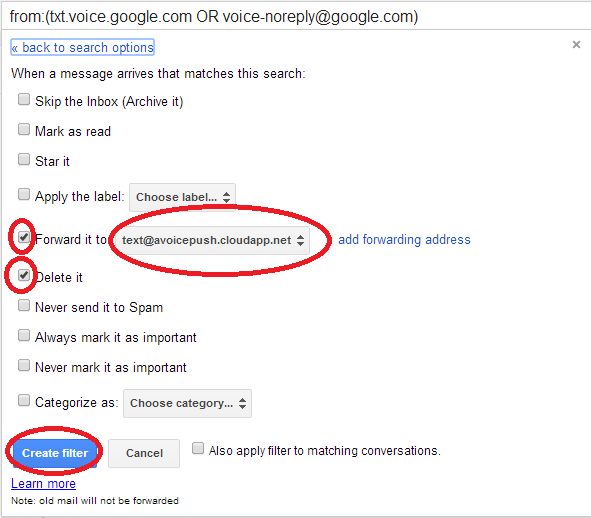 from:(txt.voice.google.com OR voice-noreply@google.com)
« back to search options
×
When a message arrives that matches this search:
Skip the Inbox (Archive it)
Mark as read
Star it
Apply the label: Choose label...
Forward it to: text@avoicepush.cloudapp.net add forwarding address
Delete it
Never send it to Spam
Always mark it as important
Never mark it as important
Categorize as: Choose category...
Create filter Cancel Also apply filter to matching conversations.
Learn more
Note: old mail will not be forwarded